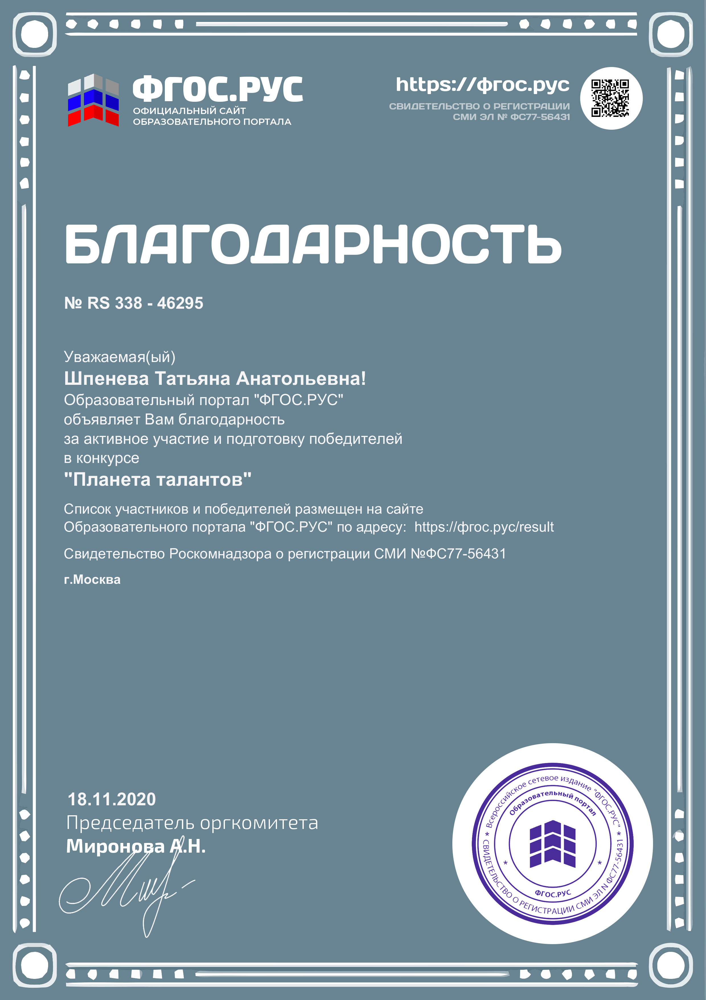 ФГОС.РУС
ОФИЦИАЛЬНЫЙ САЙТ
ОБРАЗОВАТЕЛЬНОГО ПОРТАЛА
https://фгос.рус
СВИДЕТЕЛЬСТВО О РЕГИСТРАЦИИ
СМИ ЭЛ № ФС77-56431
БЛАГОДАРНОСТЬ
№ RS 338 - 46295
Уважаемая(ый)
Шпенева Татьяна Анатольевна!
Образовательный портал "ФГОС.РУС"
объявляет Вам благодарность
за активное участие и подготовку победителей
в конкурсе
"Планета талантов"
Список участников и победителей размещен на сайте
Образовательного портала "ФГОС.РУС" по адресу: https://фгос.рус/result
Свидетельство Роскомнадзора о регистрации СМИ №ФС77-56431
г.Москва
18.11.2020
Председатель оргкомитета
Миронова А.Н.
* Всероссийское сетевое издание "ФГОС.РУС" *
СВИДЕТЕЛЬСТВО О РЕГИСТРАЦИИ СМИ ЭЛ N ФС77-56431
Образовательный портал
* ФГОС.РУС *